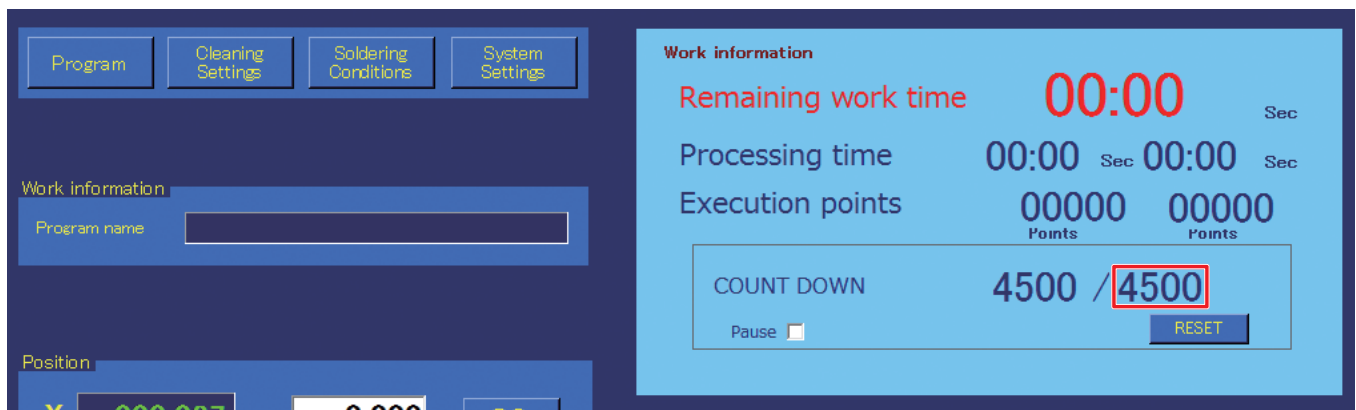 Program
Cleaning
Settings
Soldering
Conditions
System
Settings
Work information
Program name
Position
Work information
Remaining work time 00:00 Sec
Processing time 00:00 Sec 00:00 Sec
Execution points 00000 00000
Points Points
COUNT DOWN 4500 / 4500
Pause RESET